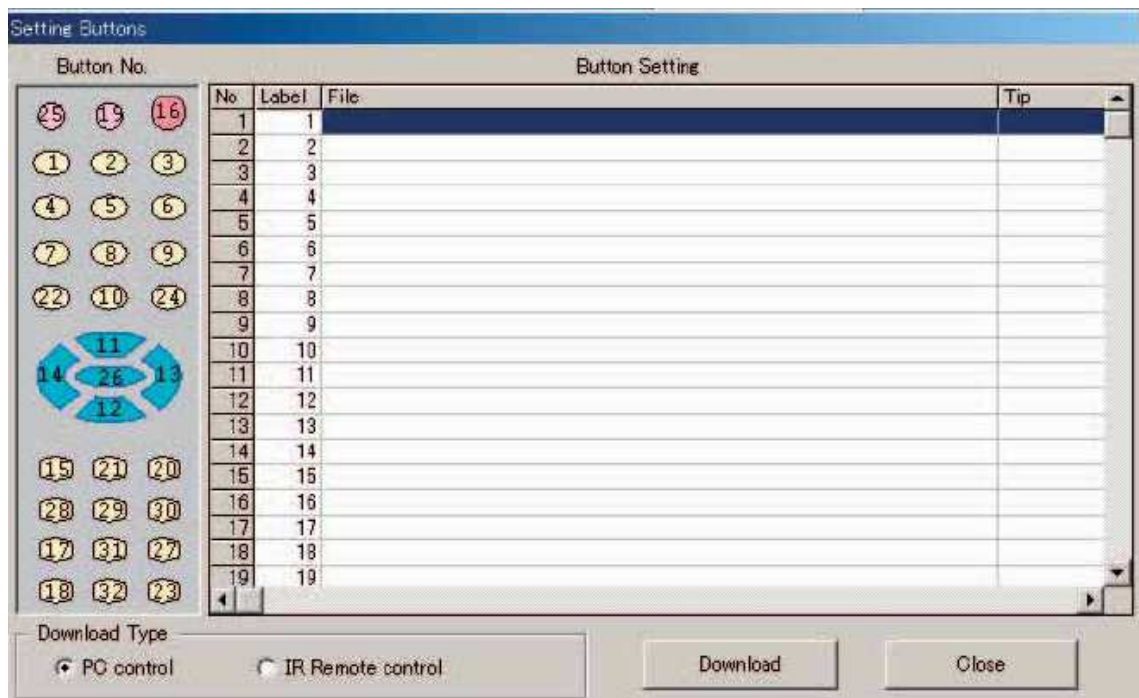 Setting Buttons
Button No.
Button Setting
25 19 16
1 2 3
4 5 6
7 8 9
22 10 24
11
14 26 13
12
15 21 20
28 29 30
17 31 27
18 32 23
No Label File Tip
1 1
2 2
3 3
4 4
5 5
6 6
7 7
8 8
9 9
10 10
11 11
12 12
13 13
14 14
15 15
16 16
17 17
18 18
19 19
Download Type
PC control
IR Remote control
Download
Close